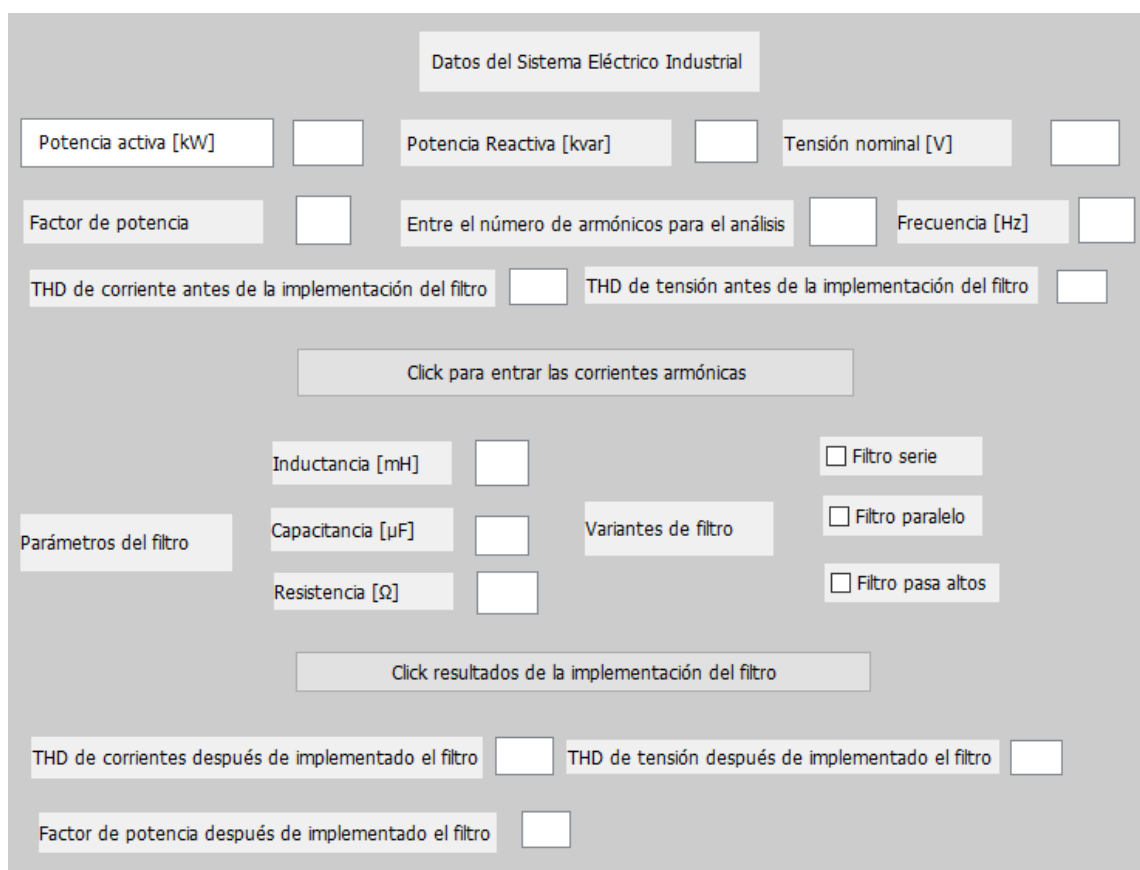 Datos del Sistema Eléctrico Industrial
Potencia activa [kW]
Potencia Reactiva [kvar]
Tensión nominal [V]
Factor de potencia
Entre el número de armónicos para el análisis
Frecuencia [Hz]
THD de corriente antes de la implementación del filtro
THD de tensión antes de la implementación del filtro
Click para entrar las corrientes armónicas
Inductancia [mH]
Filtro serie
Parámetros del filtro
Capacitancia [µF]
Variantes de filtro
Filtro paralelo
Resistencia [Ω]
Filtro pasa altos
Click resultados de la implementación del filtro
THD de corrientes después de implementado el filtro
THD de tensión después de implementado el filtro
Factor de potencia después de implementado el filtro